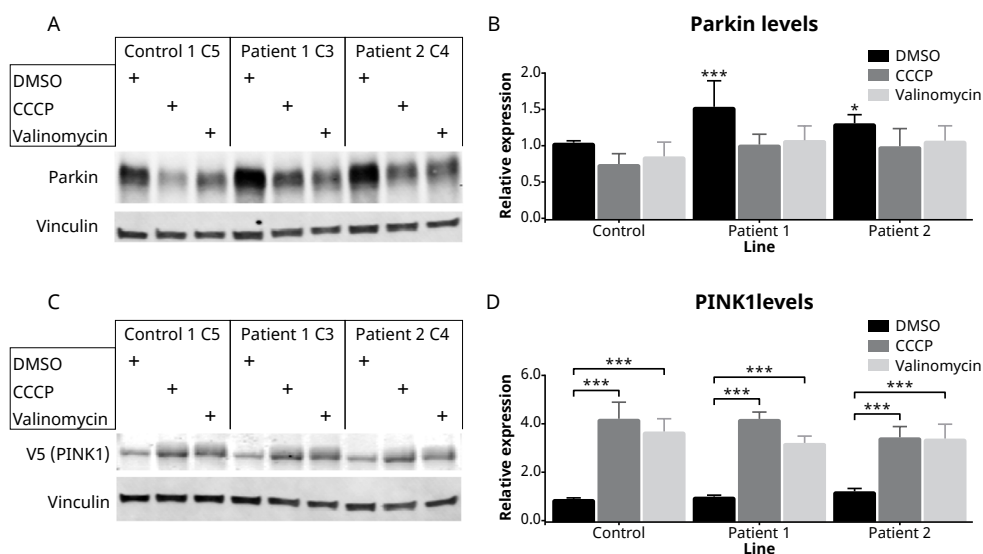 A
Control 1 C5 Patient 1 C3 Patient 2 C4
DMSO + + +
CCCP + + +
Valinomycin + + +
Parkin
Vinculin
B
Parkin levels
DMSO
CCCP
Valinomycin
Relative expression
2.0
1.5
1.0
0.5
0.0
***
*
Control Patient 1 Patient 2
Line
C
Control 1 C5 Patient 1 C3 Patient 2 C4
DMSO + + +
CCCP + + +
Valinomycin + + +
V5 (PINK1)
Vinculin
D
PINK1levels
DMSO
CCCP
Valinomycin
Relative expression
6.0
4.0
2.0
0.0
*** *** ***
*** *** ***
Control Patient 1 Patient 2
Line